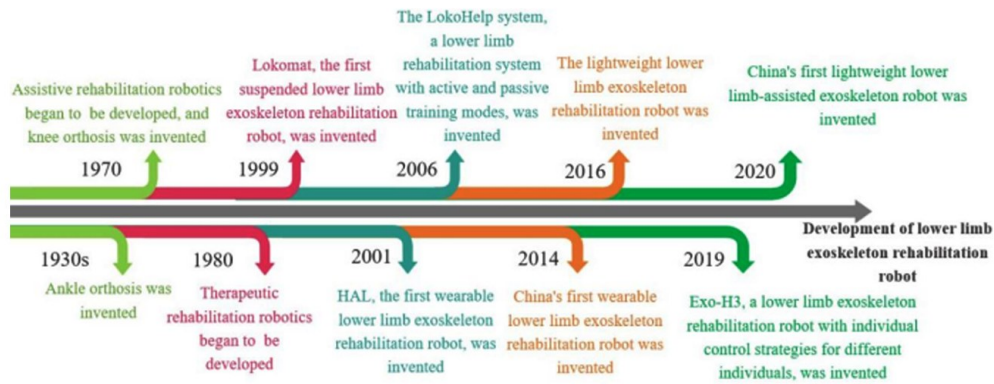 Assistive rehabilitation robotics
began to be developed, and
knee orthosis was invented
1970
Lokomat, the first
suspended lower limb
exoskeleton rehabilitation
robot, was invented
1999
The LokoHelp system,
a lower limb
rehabilitation system
with active and passive
training modes, was
invented
2006
The lightweight lower
limb exoskeleton
rehabilitation robot was
invented
2016
China's first lightweight lower
limb-assisted exoskeleton robot was
invented
2020
Development of lower limb
exoskeleton rehabilitation
robot
1930s
Ankle orthosis was
invented
1980
Therapeutic
rehabilitation robotics
began to be
developed
2001
HAL, the first wearable
lower limb exoskeleton
rehabilitation robot, was
invented
2014
China's first wearable
lower limb exoskeleton
rehabilitation robot was
invented
2019
Exo-H3, a lower limb exoskeleton
rehabilitation robot with individual
control strategies for different
individuals, was invented